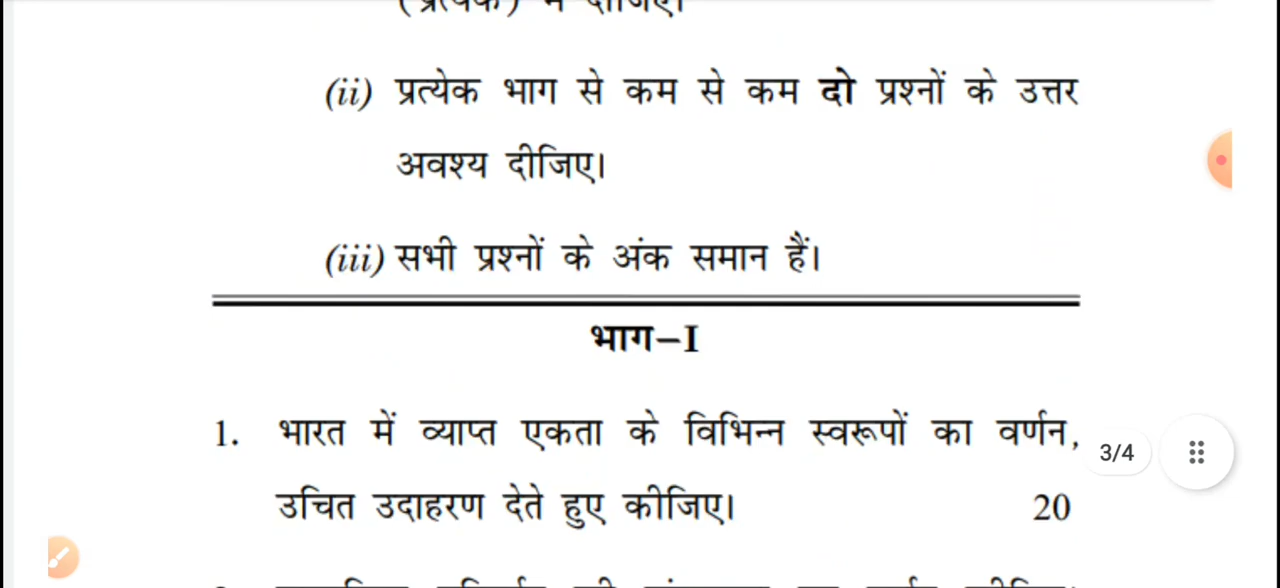 (ii) प्रत्येक भाग से कम से कम दो प्रश्नों के उत्तर
अवश्य दीजिए।
(iii) सभी प्रश्नों के अंक समान हैं।
भाग–I
1. भारत में व्याप्त एकता के विभिन्न स्वरूपों का वर्णन,
3/4
उचित उदाहरण देते हुए कीजिए। 20